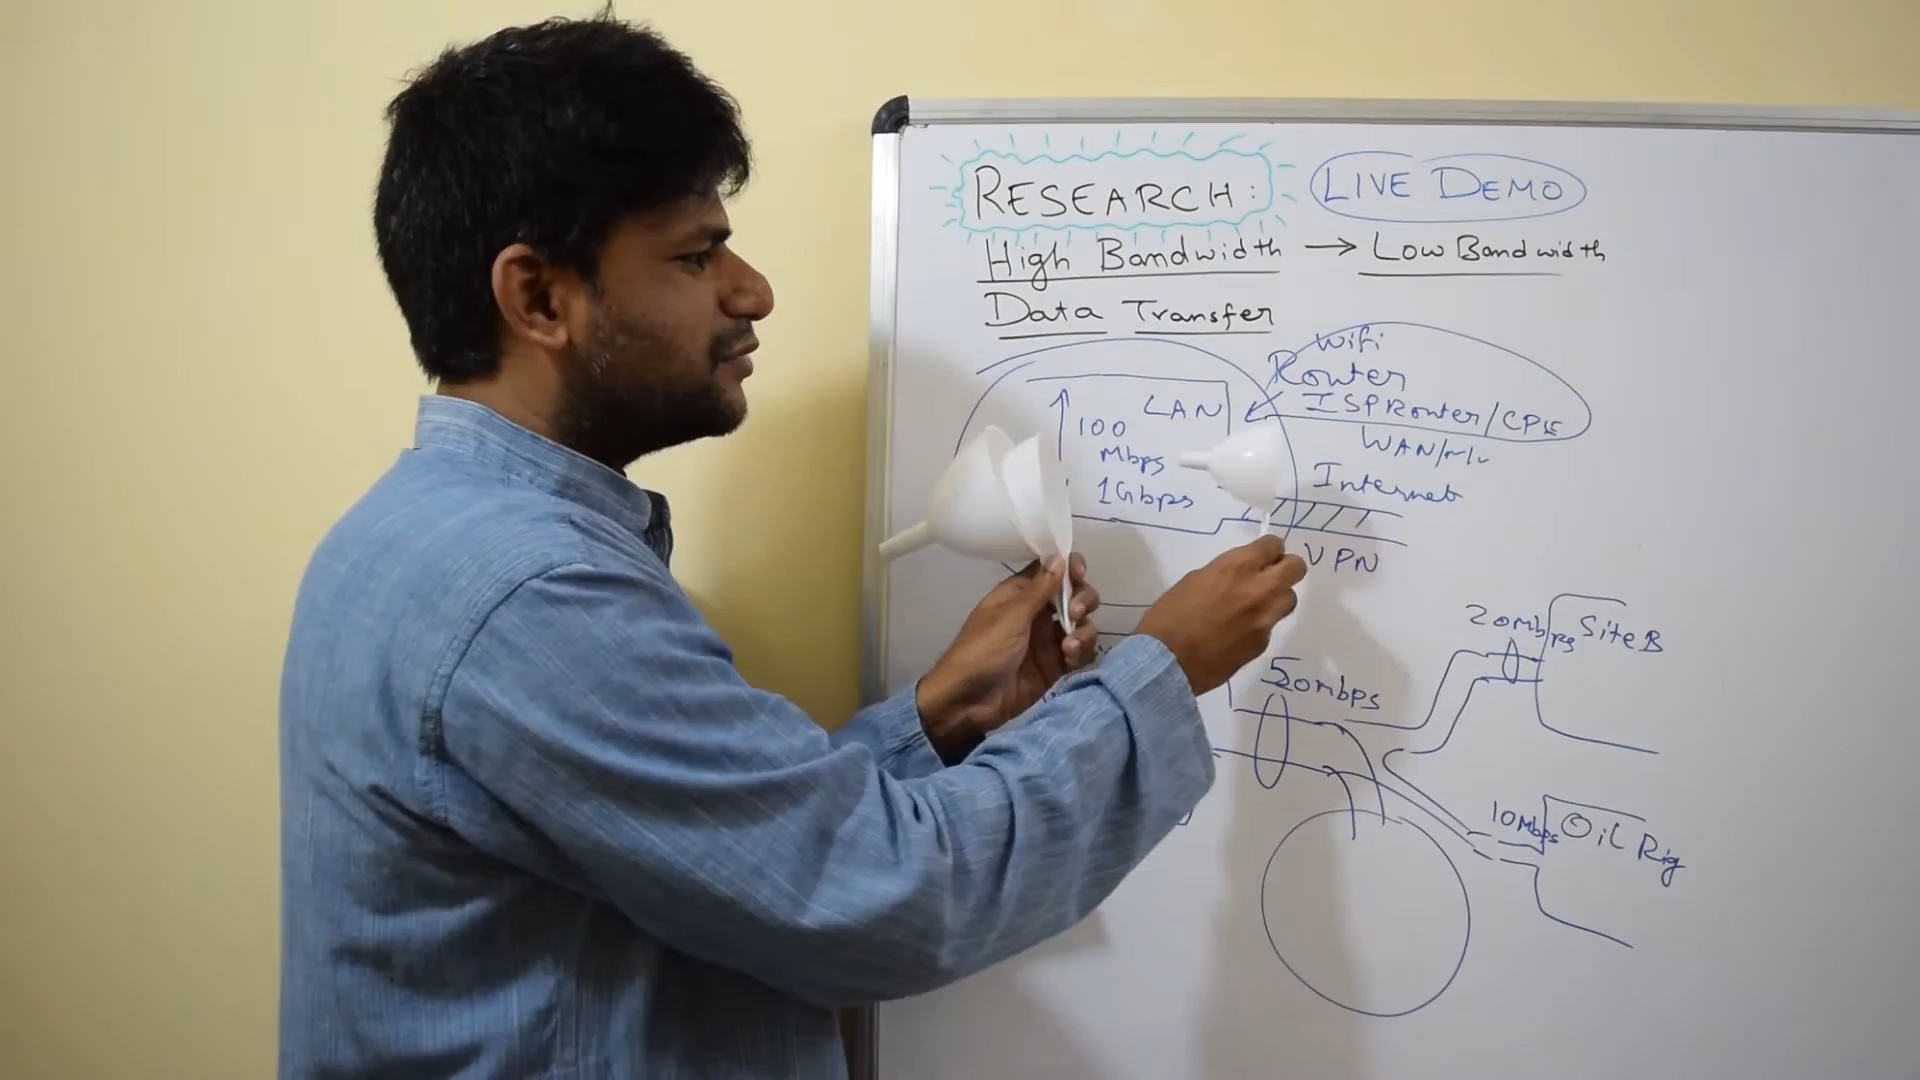 RESEARCH:
LIVE DEMO
High Bandwidth → Low Bandwidth
Data Transfer
Wifi
Router
ISP Router/CPE
LAN
100
Mbps
1Gbps
WAN/
Internet
VPN
20mbps Site B
50mbps
10Mbps Oil Rig